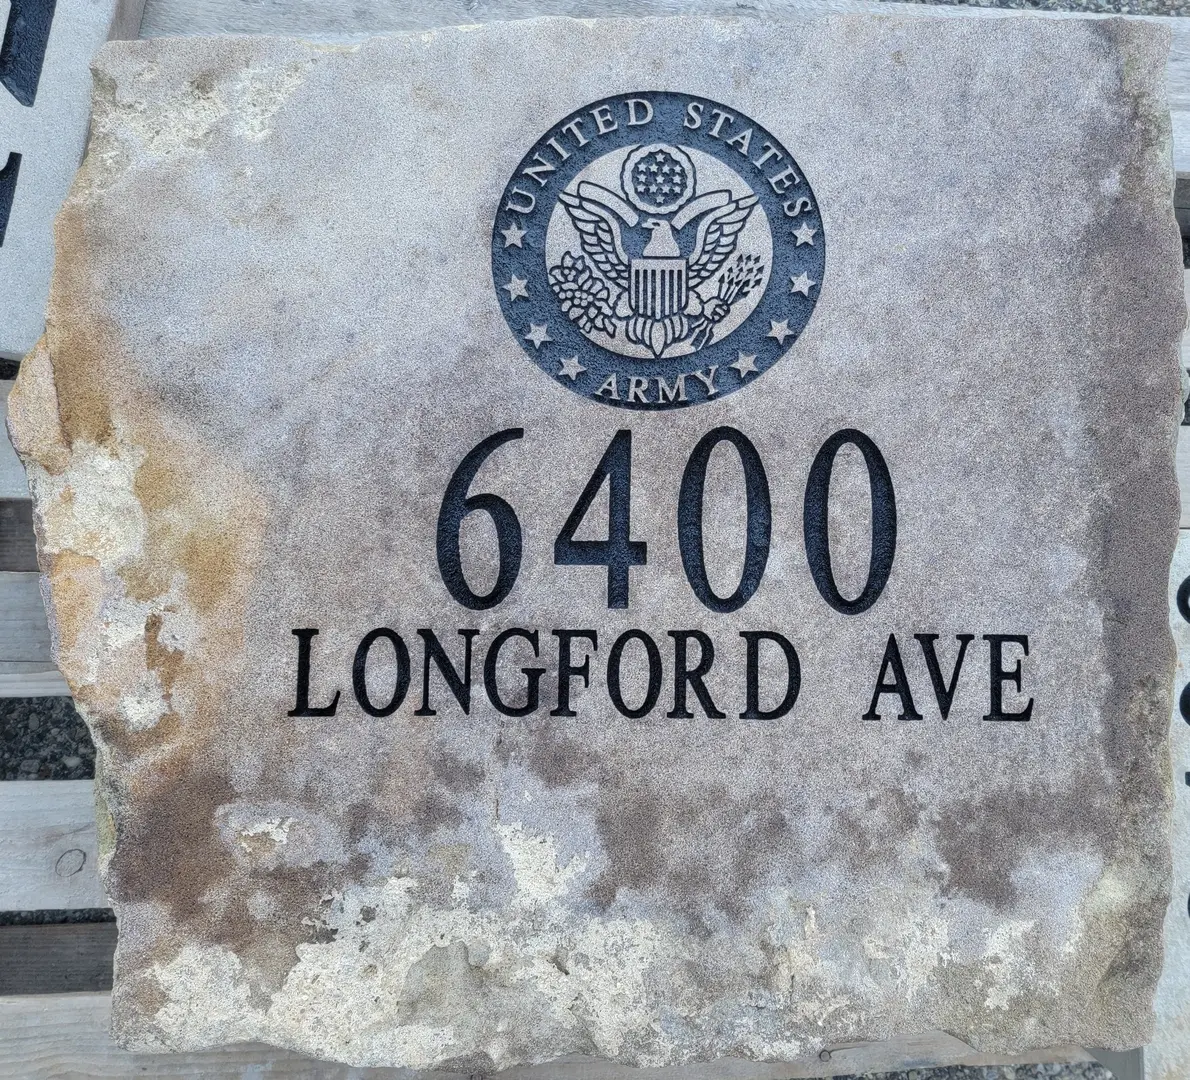 UNITED STATES
ARMY
6400
LONGFORD AVE